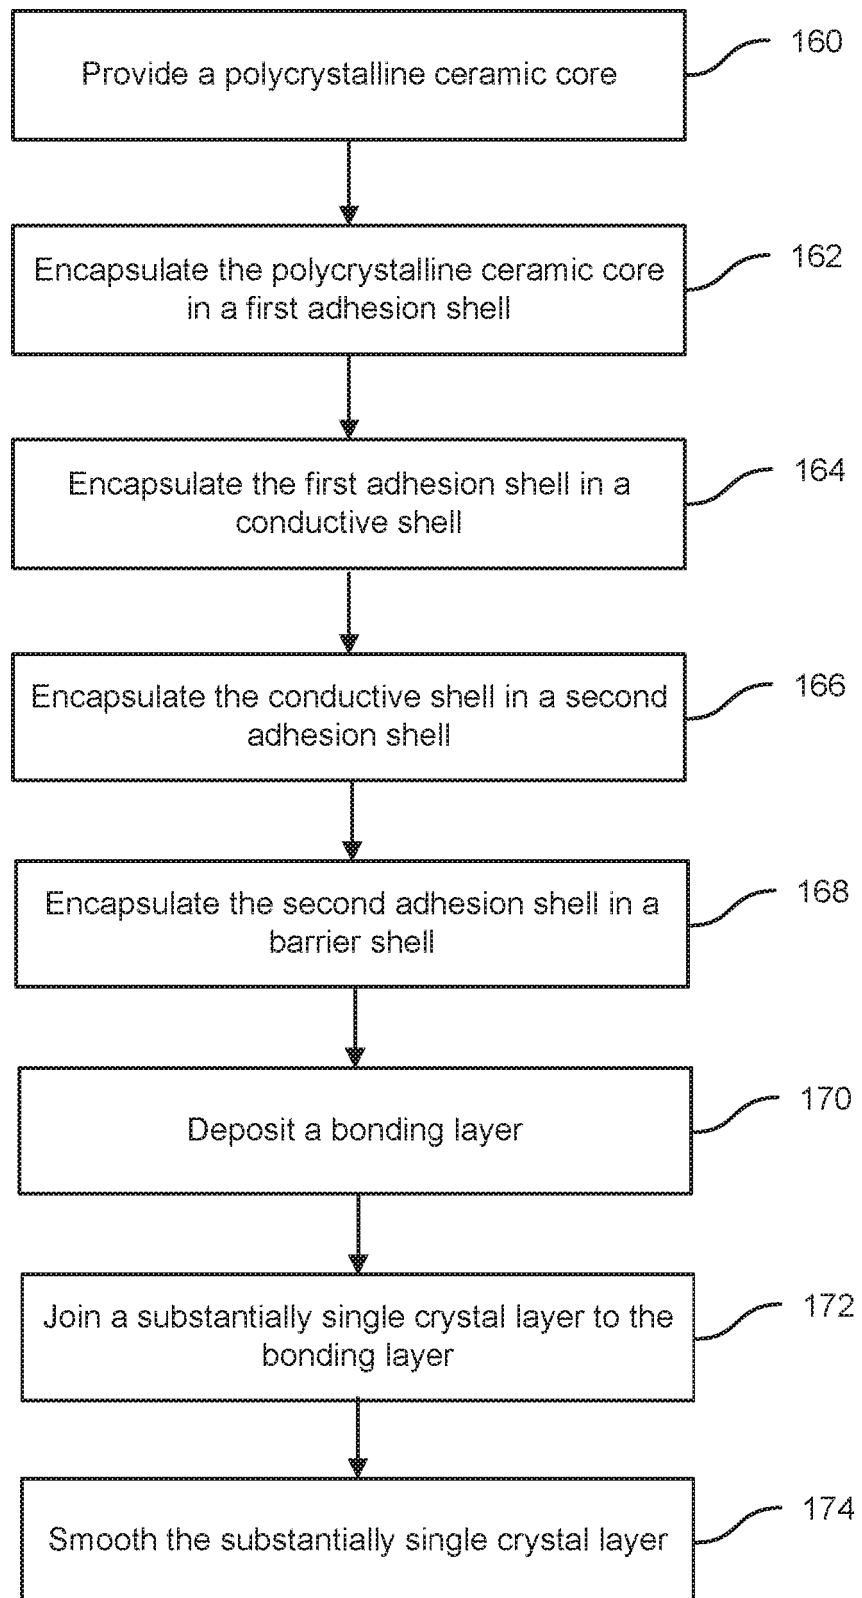 Provide a polycrystalline ceramic core
160
Encapsulate the polycrystalline ceramic core
in a first adhesion shell
162
Encapsulate the first adhesion shell in a
conductive shell
164
Encapsulate the conductive shell in a second
adhesion shell
166
Encapsulate the second adhesion shell in a
barrier shell
168
Deposit a bonding layer
170
Join a substantially single crystal layer to the
bonding layer
172
Smooth the substantially single crystal layer
174